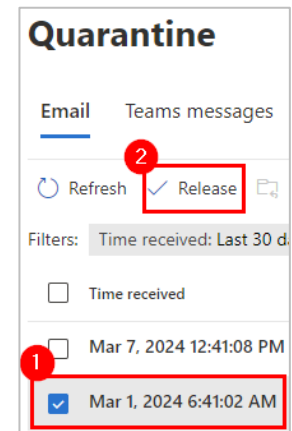 Quarantine
Email Teams messages
2
Refresh Release
Filters: Time received: Last 30 d
Time received
Mar 7, 2024 12:41:08 PM
1
Mar 1, 2024 6:41:02 AM